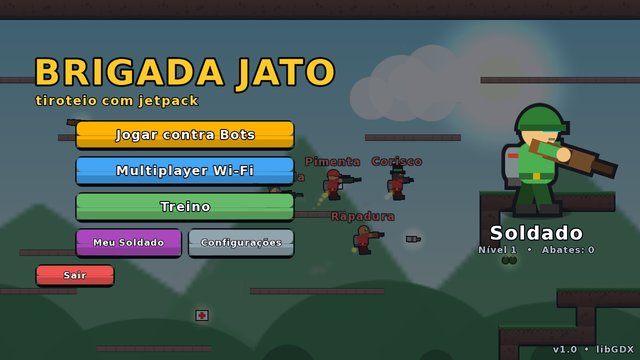 BRIGADA JATO
tiroteio com jetpack
Jogar contra Bots
Multiplayer Wi-Fi
Treino
Meu Soldado
Configurações
Sair
Pimenta
Corisco
Rapadura
Soldado
Nível 1 • Abates: 0
v1.0 • libGDX